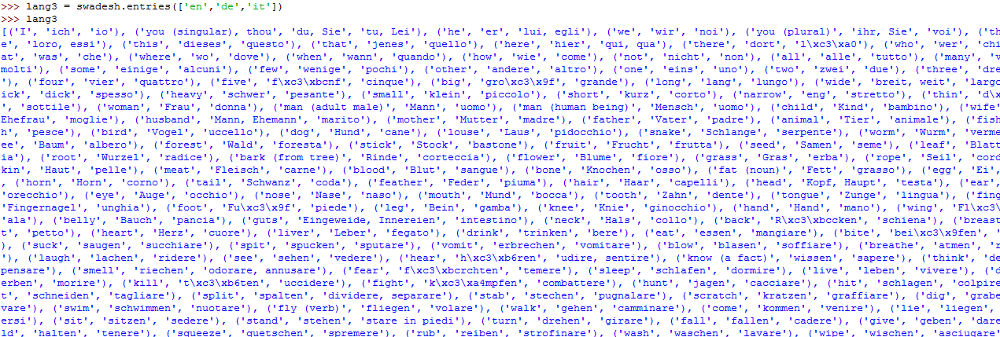 >>> lang3 = swadesh.entries(['en','de','it'])
>>> lang3
[('I', 'ich', 'io'), ('you (singular), thou', 'du, Sie', 'tu, Lei'), ('he', 'er', 'lui, egli'), ('we', 'wir', 'noi'), ('you (plural)', 'ihr, Sie', 'voi'), ('th
e', 'loro, essi'), ('this', 'dieses', 'questo'), ('that', 'jenes', 'quello'), ('here', 'hier', 'qui, qua'), ('there', 'dort', 'l\xc3\xa0'), ('who', 'wer', 'chi
at', 'was', 'che'), ('where', 'wo', 'dove'), ('when', 'wann', 'quando'), ('how', 'wie', 'come'), ('not', 'nicht', 'non'), ('all', 'alle', 'tutto'), ('many', 'v
molti'), ('some', 'einige', 'alcuni'), ('few', 'wenige', 'pochi'), ('other', 'andere', 'altro'), ('one', 'eins', 'uno'), ('two', 'zwei', 'due'), ('three', 'dre
'), ('four', 'vier', 'quattro'), ('five', 'f\xc3\xbcnf', 'cinque'), ('big', 'gro\xc3\x9f', 'grande'), ('long', 'lang', 'lungo'), ('wide', 'breit, weit', 'largo
ick', 'dick', 'spesso'), ('heavy', 'schwer', 'pesante'), ('small', 'klein', 'piccolo'), ('short', 'kurz', 'corto'), ('narrow', 'eng', 'stretto'), ('thin', 'd\x
', 'sottile'), ('woman', 'Frau', 'donna'), ('man (adult male)', 'Mann', 'uomo'), ('man (human being)', 'Mensch', 'uomo'), ('child', 'Kind', 'bambino'), ('wife'
Ehefrau', 'moglie'), ('husband', 'Mann, Ehemann', 'marito'), ('mother', 'Mutter', 'madre'), ('father', 'Vater', 'padre'), ('animal', 'Tier', 'animale'), ('fish
h', 'pesce'), ('bird', 'Vogel', 'uccello'), ('dog', 'Hund', 'cane'), ('louse', 'Laus', 'pidocchio'), ('snake', 'Schlange', 'serpente'), ('worm', 'Wurm', 'verme
ee', 'Baum', 'albero'), ('forest', 'Wald', 'foresta'), ('stick', 'Stock', 'bastone'), ('fruit', 'Frucht', 'frutta'), ('seed', 'Samen', 'seme'), ('leaf', 'Blatt
ia'), ('root', 'Wurzel', 'radice'), ('bark (from tree)', 'Rinde', 'corteccia'), ('flower', 'Blume', 'fiore'), ('grass', 'Gras', 'erba'), ('rope', 'Seil', 'cord
kin', 'Haut', 'pelle'), ('meat', 'Fleisch', 'carne'), ('blood', 'Blut', 'sangue'), ('bone', 'Knochen', 'osso'), ('fat (noun)', 'Fett', 'grasso'), ('egg', 'Ei',
, ('horn', 'Horn', 'corno'), ('tail', 'Schwanz', 'coda'), ('feather', 'Feder', 'piuma'), ('hair', 'Haar', 'capelli'), ('head', 'Kopf, Haupt', 'testa'), ('ear',
'orecchio'), ('eye', 'Auge', 'occhio'), ('nose', 'Nase', 'naso'), ('mouth', 'Mund', 'bocca'), ('tooth', 'Zahn', 'dente'), ('tongue', 'Zunge', 'lingua'), ('fing
'Fingernagel', 'unghia'), ('foot', 'Fu\xc3\x9f', 'piede'), ('leg', 'Bein', 'gamba'), ('knee', 'Knie', 'ginocchio'), ('hand', 'Hand', 'mano'), ('wing', 'Fl\xc3\
'ala'), ('belly', 'Bauch', 'pancia'), ('guts', 'Eingeweide, Innereien', 'intestino'), ('neck', 'Hals', 'collo'), ('back', 'R\xc3\xbccken', 'schiena'), ('breast
t', 'petto'), ('heart', 'Herz', 'cuore'), ('liver', 'Leber', 'fegato'), ('drink', 'trinken', 'bere'), ('eat', 'essen', 'mangiare'), ('bite', 'bei\xc3\x9fen', '
), ('suck', 'saugen', 'succhiare'), ('spit', 'spucken', 'sputare'), ('vomit', 'erbrechen', 'vomitare'), ('blow', 'blasen', 'soffiare'), ('breathe', 'atmen', 'r
'), ('laugh', 'lachen', 'ridere'), ('see', 'sehen', 'vedere'), ('hear', 'h\xc3\xb6ren', 'udire, sentire'), ('know (a fact)', 'wissen', 'sapere'), ('think', 'de
pensare'), ('smell', 'riechen', 'odorare, annusare'), ('fear', 'f\xc3\xbcrchten', 'temere'), ('sleep', 'schlafen', 'dormire'), ('live', 'leben', 'vivere'), ('d
erben', 'morire'), ('kill', 't\xc3\xb6ten', 'uccidere'), ('fight', 'k\xc3\xa4mpfen', 'combattere'), ('hunt', 'jagen', 'cacciare'), ('hit', 'schlagen', 'colpire
t', 'schneiden', 'tagliare'), ('split', 'spalten', 'dividere, separare'), ('stab', 'stechen', 'pugnalare'), ('scratch', 'kratzen', 'graffiare'), ('dig', 'grabe
vare'), ('swim', 'schwimmen', 'nuotare'), ('fly (verb)', 'fliegen', 'volare'), ('walk', 'gehen', 'camminare'), ('come', 'kommen', 'venire'), ('lie', 'liegen',
ersi'), ('sit', 'sitzen', 'sedere'), ('stand', 'stehen', 'stare in piedi'), ('turn', 'drehen', 'girare'), ('fall', 'fallen', 'cadere'), ('give', 'geben', 'dare
ld', 'halten', 'tenere'), ('squeeze', 'quetschen', 'spremere'), ('rub', 'reiben', 'strofinare'), ('wash', 'waschen', 'lavare'), ('wipe', 'wischen', 'asciugare'